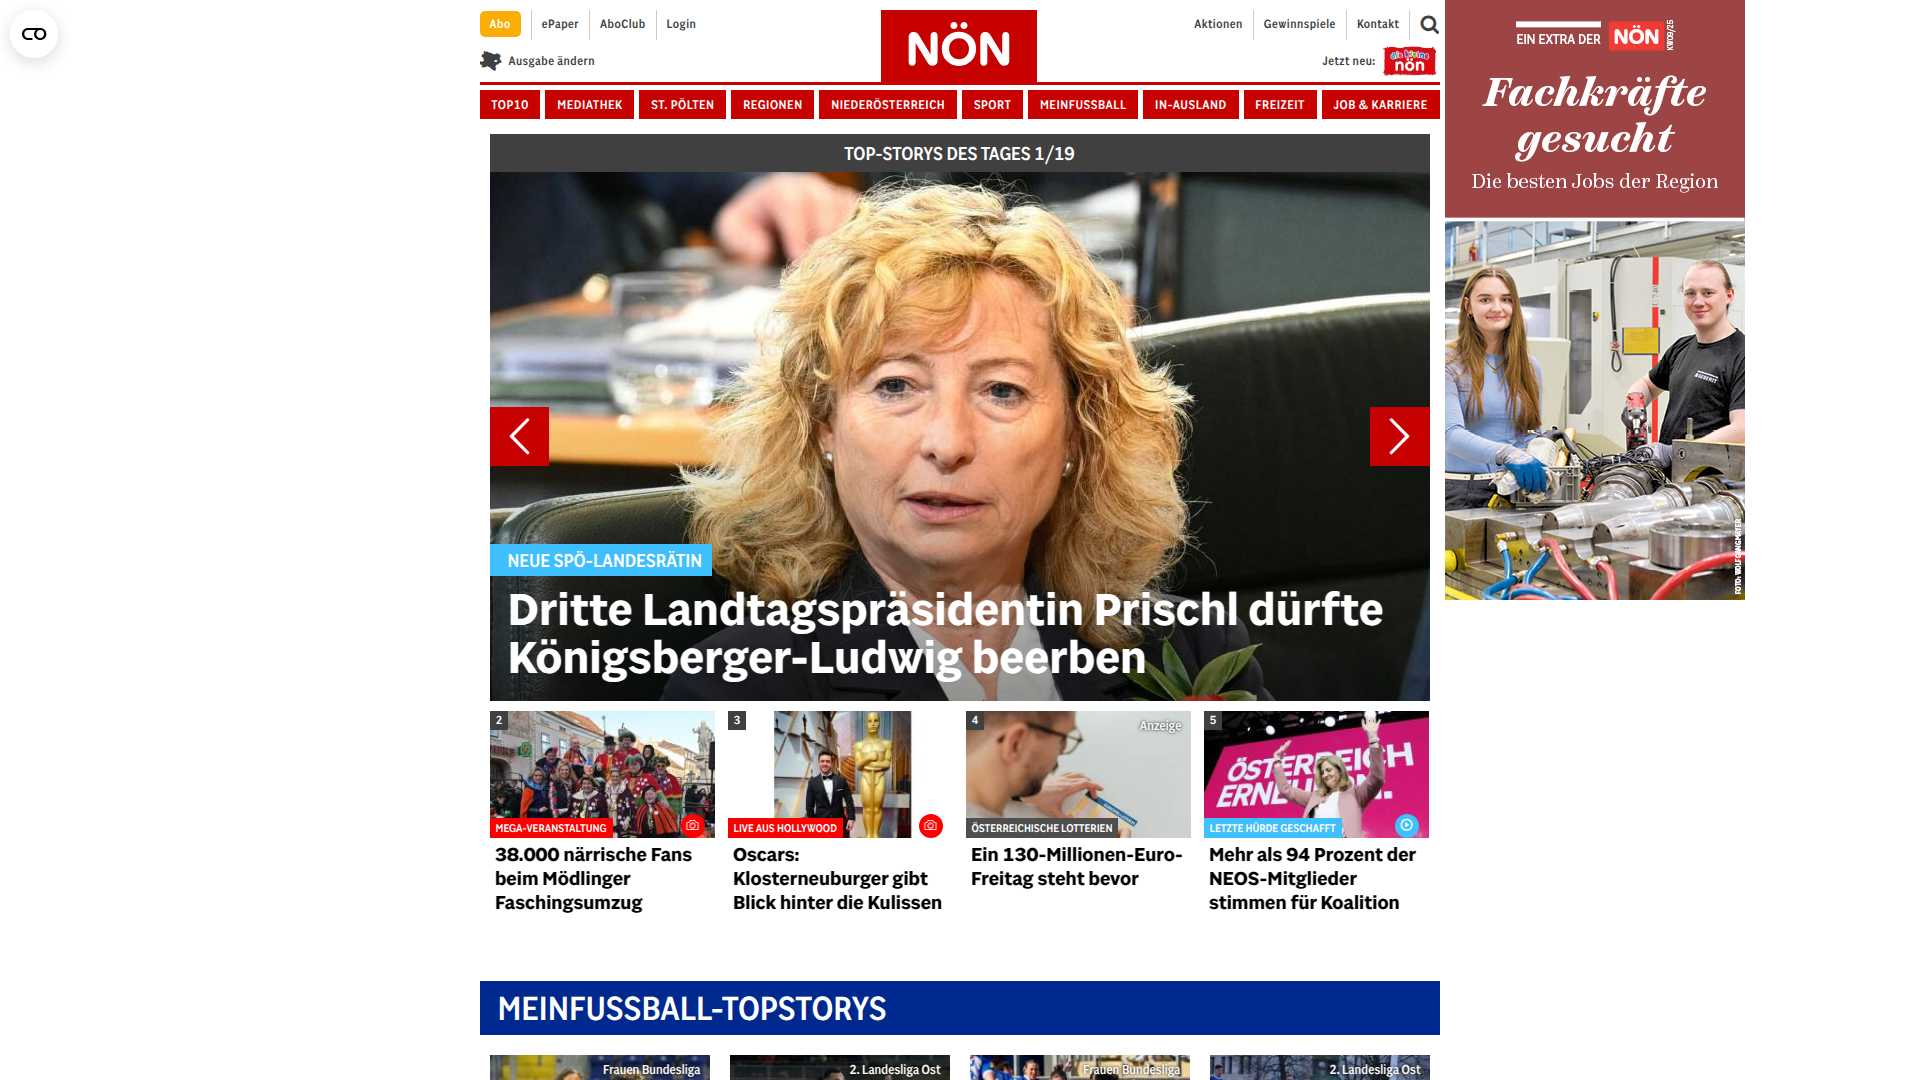 Abo
ePaper
AboClub
Login
Ausgabe ändern
NÖN
Aktionen
Gewinnspiele
Kontakt
Jetzt neu:
die kleine
nön
TOP10
MEDIATHEK
ST. PÖLTEN
REGIONEN
NIEDERÖSTERREICH
SPORT
MEINFUSSBALL
IN-AUSLAND
FREIZEIT
JOB & KARRIERE
TOP-STORYS DES TAGES 1/19
NEUE SPÖ-LANDESRÄTIN
Dritte Landtagspräsidentin Prischl dürfte
Königsberger-Ludwig beerben
2
MEGA-VERANSTALTUNG
38.000 närrische Fans
beim Mödlinger
Faschingsumzug
3
LIVE AUS HOLLYWOOD
Oscars:
Klosterneuburger gibt
Blick hinter die Kulissen
4
Anzeige
ÖSTERREICHISCHE LOTTERIEN
Ein 130-Millionen-Euro-
Freitag steht bevor
5
LETZTE HÜRDE GESCHAFFT
Mehr als 94 Prozent der
NEOS-Mitglieder
stimmen für Koalition
MEINFUSSBALL-TOPSTORYS
Frauen Bundesliga
2. Landesliga Ost
Frauen Bundesliga
2. Landesliga Ost
EIN EXTRA DER NÖN KW09/25
Fachkräfte
gesucht
Die besten Jobs der Region